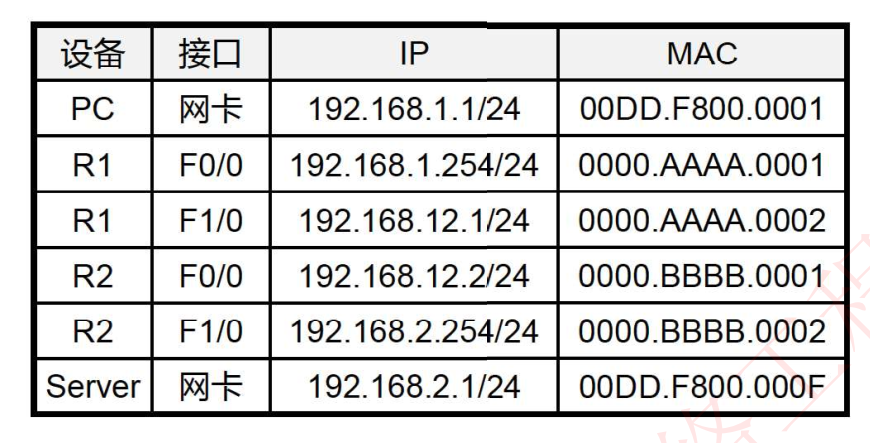 设备 接口 IP MAC
PC 网卡 192.168.1.1/24 00DD.F800.0001
R1 F0/0 192.168.1.254/24 0000.AAAA.0001
R1 F1/0 192.168.12.1/24 0000.AAAA.0002
R2 F0/0 192.168.12.2/24 0000.BBBB.0001
R2 F1/0 192.168.2.254/24 0000.BBBB.0002
Server 网卡 192.168.2.1/24 00DD.F800.000F